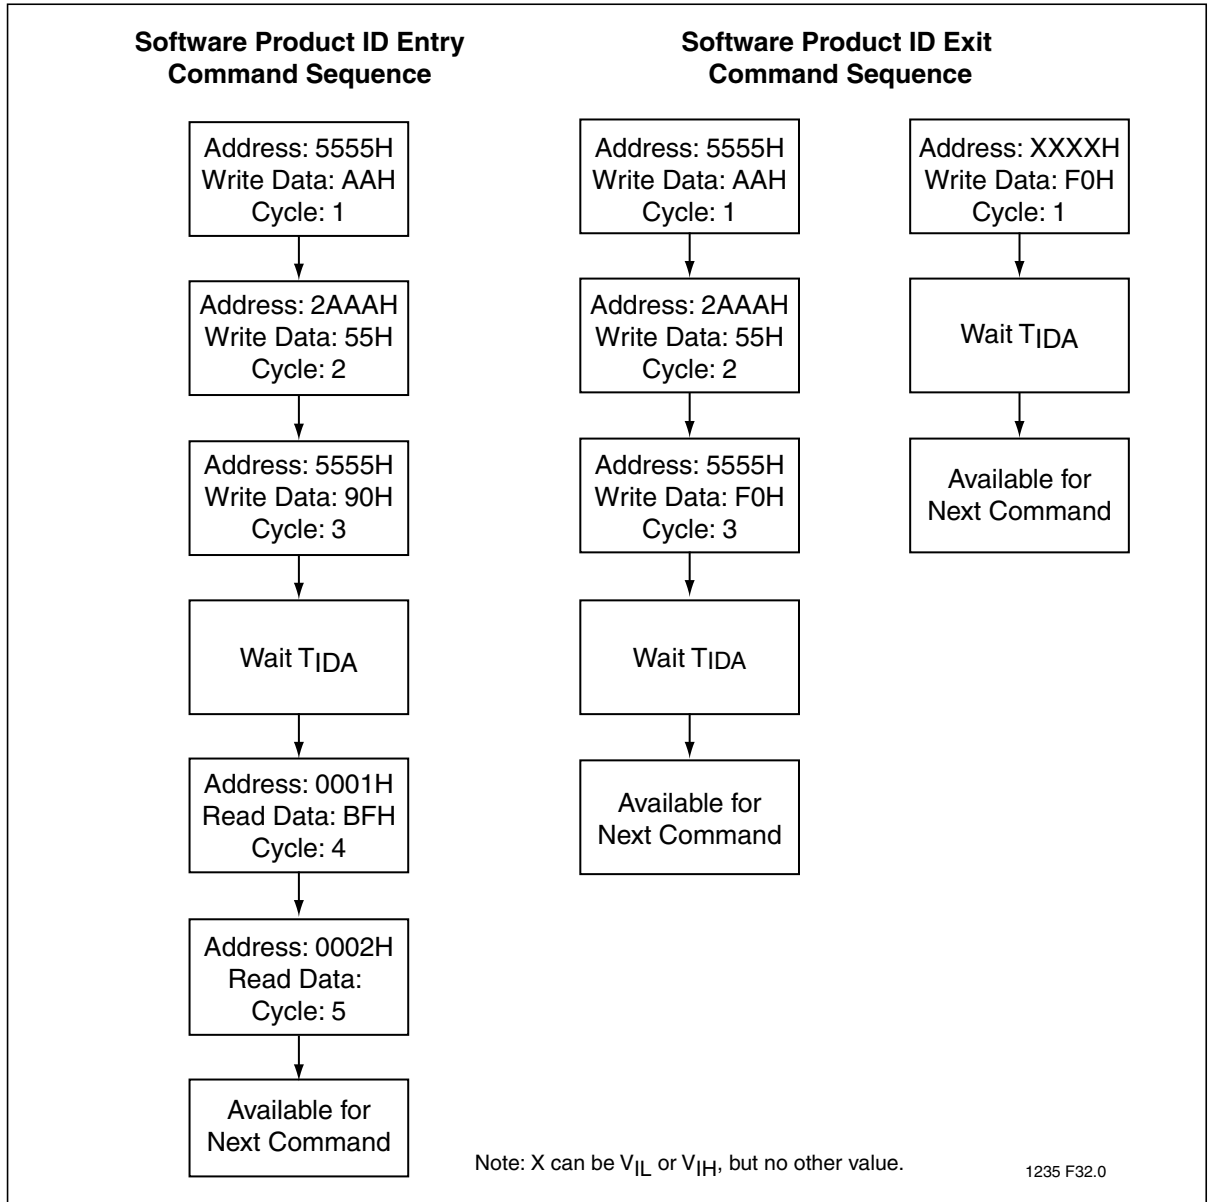 Software Product ID Entry
Command Sequence
Address: 5555H
Write Data: AAH
Cycle: 1
Address: 2AAAH
Write Data: 55H
Cycle: 2
Address: 5555H
Write Data: 90H
Cycle: 3
Wait TIDA
Address: 0001H
Read Data: BFH
Cycle: 4
Address: 0002H
Read Data:
Cycle: 5
Available for
Next Command
Software Product ID Exit
Command Sequence
Address: 5555H
Write Data: AAH
Cycle: 1
Address: 2AAAH
Write Data: 55H
Cycle: 2
Address: 5555H
Write Data: F0H
Cycle: 3
Wait TIDA
Available for
Next Command
Address: XXXXH
Write Data: F0H
Cycle: 1
Wait TIDA
Available for
Next Command
Note: X can be VIL or VIH, but no other value.
1235 F32.0